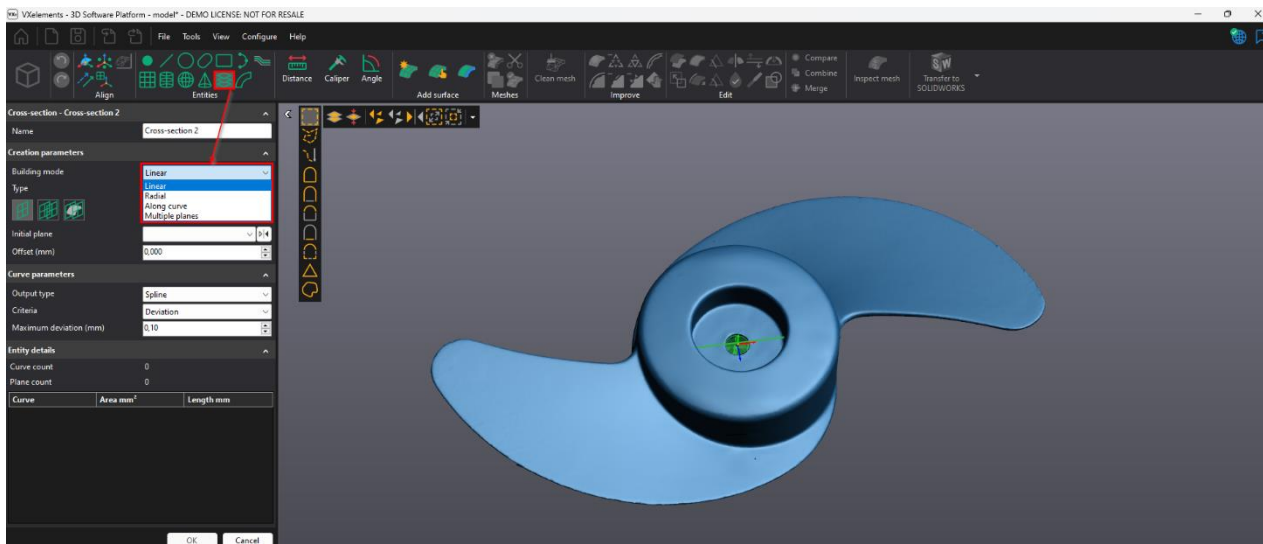 VXelements - 3D Software Platform - model* - DEMO LICENSE: NOT FOR RESALE
File Tools View Configure Help
Align
Entities
Distance Caliper Angle
Add surface
Meshes
Clean mesh
Improve
Edit
Compare
Combine
Merge
Inspect mesh
Transfer to
SOLIDWORKS
Cross-section - Cross-section 2
Name Cross-section 2
Creation parameters
Building mode Linear
Type Linear
Radial
Along curve
Multiple planes
Initial plane
Offset (mm) 0,000
Curve parameters
Output type Spline
Criteria Deviation
Maximum deviation (mm) 0,10
Entity details
Curve count 0
Plane count 0
Curve Area mm² Length mm
OK Cancel